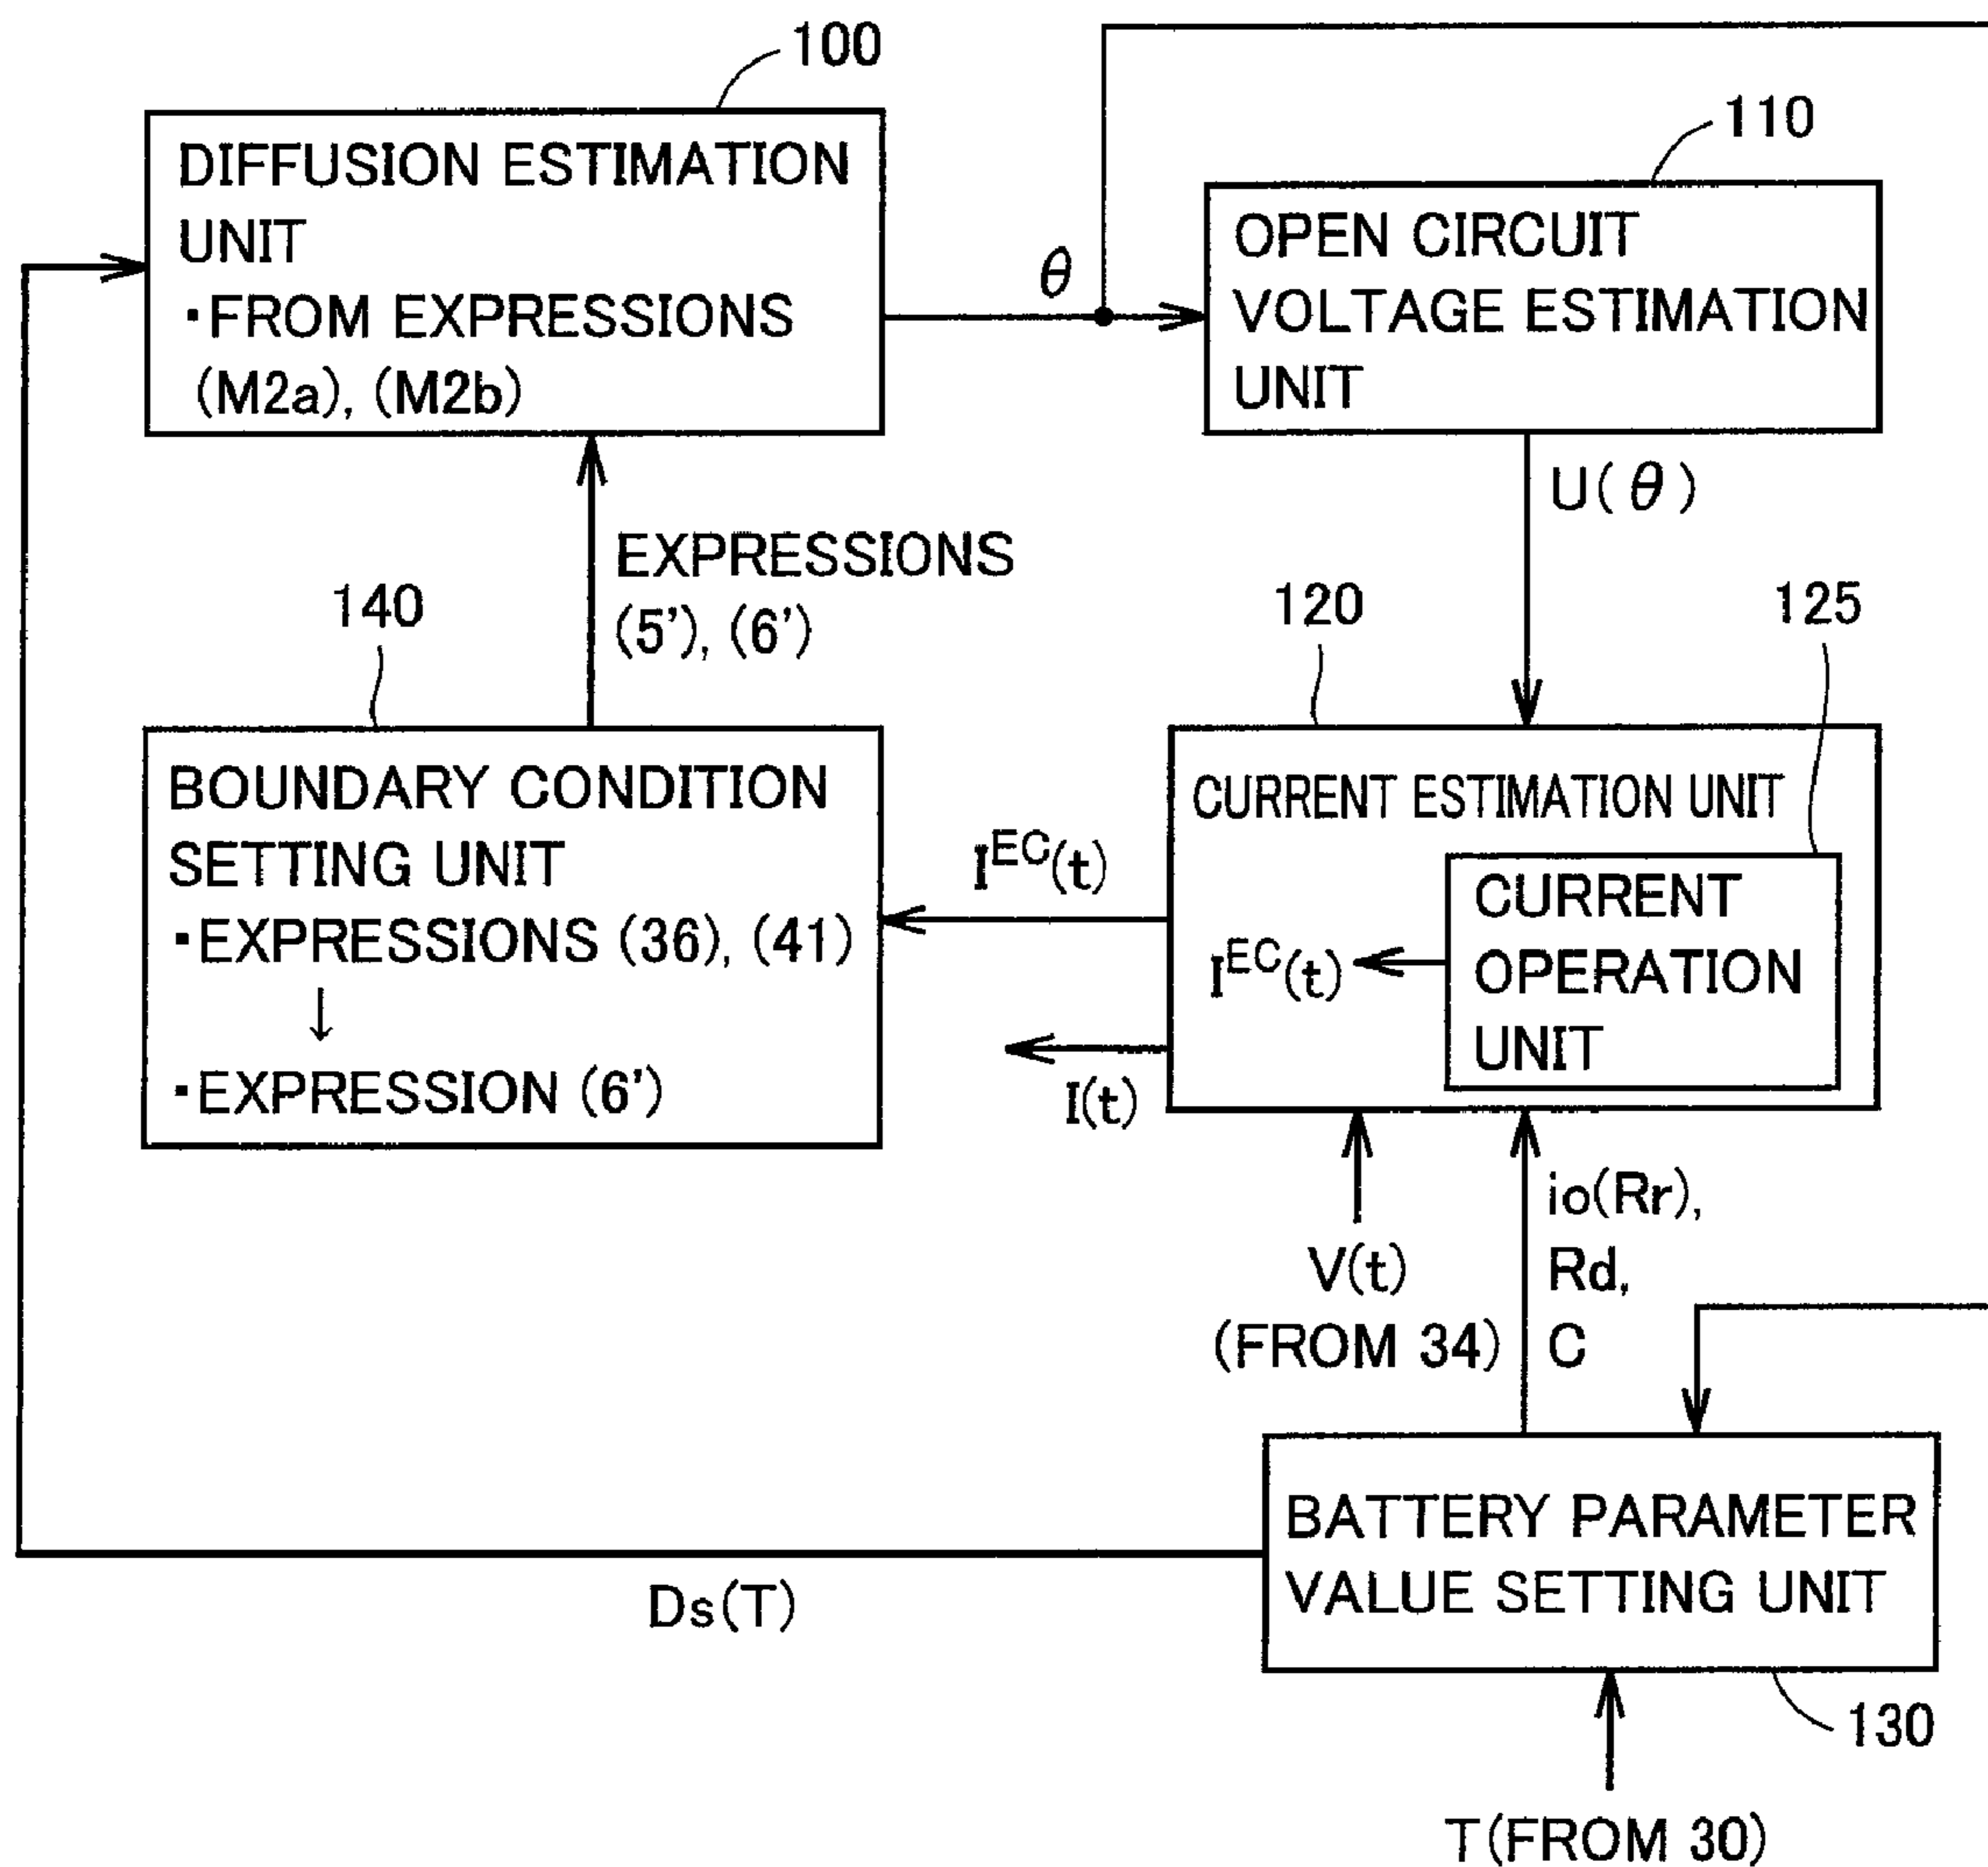 100
DIFFUSION ESTIMATION
UNIT
・FROM EXPRESSIONS
(M2a), (M2b)
θ
110
OPEN CIRCUIT
VOLTAGE ESTIMATION
UNIT
U(θ)
EXPRESSIONS
(5'), (6')
140
BOUNDARY CONDITION
SETTING UNIT
・EXPRESSIONS (36), (41)
↓
・EXPRESSION (6')
120
125
CURRENT ESTIMATION UNIT
I^EC(t)
I^EC(t)
CURRENT
OPERATION
UNIT
I(t)
V(t)
(FROM 34)
io(Rr),
Rd,
C
BATTERY PARAMETER
VALUE SETTING UNIT
Ds(T)
130
T(FROM 30)